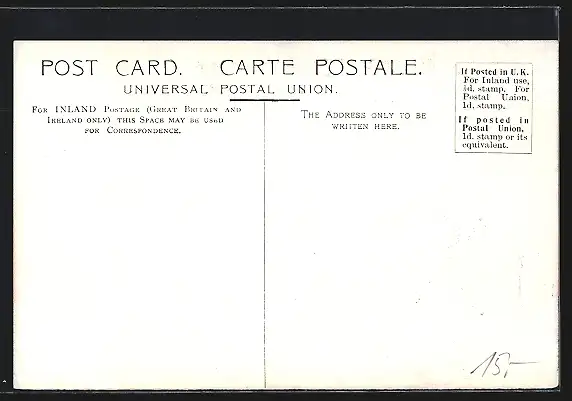 POST CARD. CARTE POSTALE.
UNIVERSAL POSTAL UNION.
FOR INLAND POSTAGE (GREAT BRITAIN AND
IRELAND ONLY) THIS SPACE MAY BE USED
FOR CORRESPONDENCE.
THE ADDRESS ONLY TO BE
WRITTEN HERE.
If Posted in U.K.
For Inland use,
½d. stamp. For
Postal Union,
1d. stamp.
If posted in
Postal Union,
1d. stamp or its
equivalent.
15,-